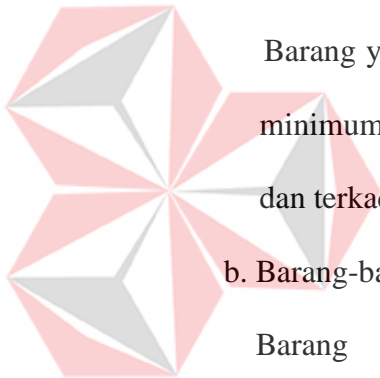 Barang y
minimum
dan terkad
b. Barang-ba
Barang